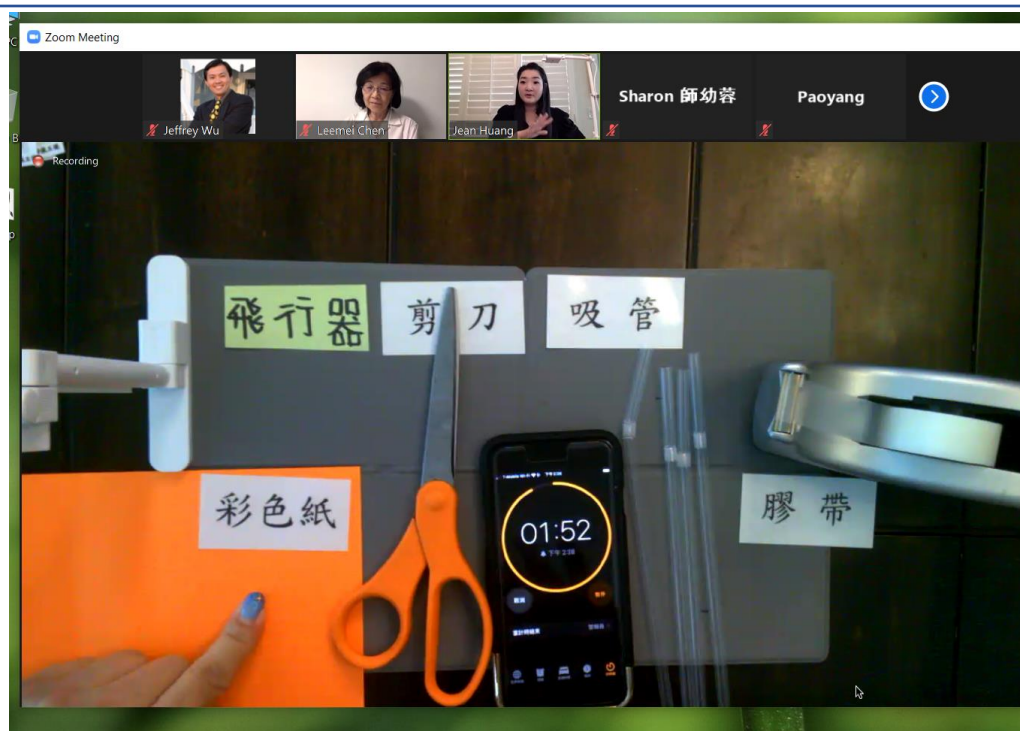 Zoom Meeting
Jeffrey Wu
Leemei Chen
Jean Huang
Sharon 師幼蓉
Paoyang
Recording
飛行器
剪刀
吸管
彩色紙
膠帶
01:52